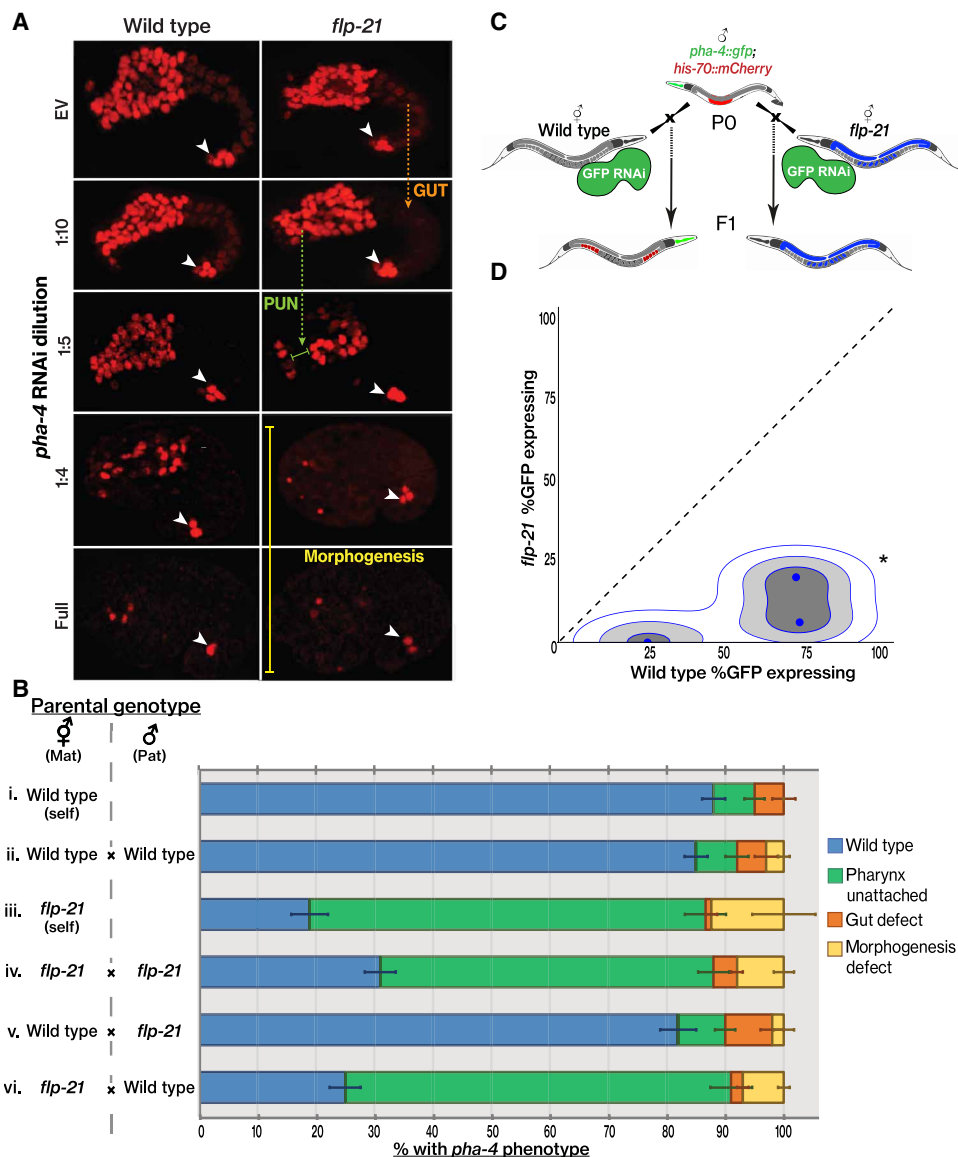 A
Wild type
flp-21
pha-4 RNAi dilution
EV
GUT
1:10
PUN
1:5
1:4
Morphogenesis
Full
C
♂
pha-4::gfp;
his-70::mCherry
P0
⚥
Wild type
x
x
⚥
flp-21
GFP RNAi
GFP RNAi
F1
D
100
75
50
25
0
flp-21 %GFP expressing
*
0
25
50
75
100
Wild type %GFP expressing
B
Parental genotype
⚥
♂
(Mat)
(Pat)
i. Wild type
(self)
ii. Wild type × Wild type
iii. flp-21
(self)
iv. flp-21 × flp-21
v. Wild type × flp-21
vi. flp-21 × Wild type
0 10 20 30 40 50 60 70 80 90 100
% with pha-4 phenotype
Wild type
Pharynx
unattached
Gut defect
Morphogenesis
defect